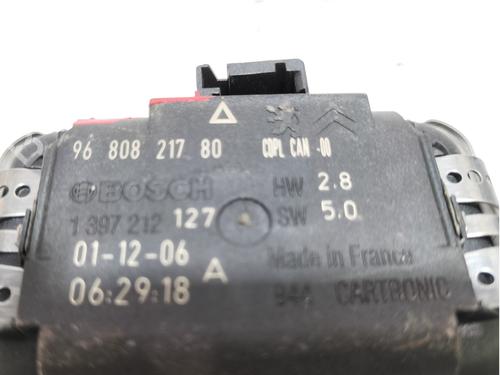 96 808 217 80
CDPL CAN -00
BOSCH
HW 2.8
1 397 212 127
SW 5.0
01-12-06 A
Made in France
06:29:18
944 CARTRONIC